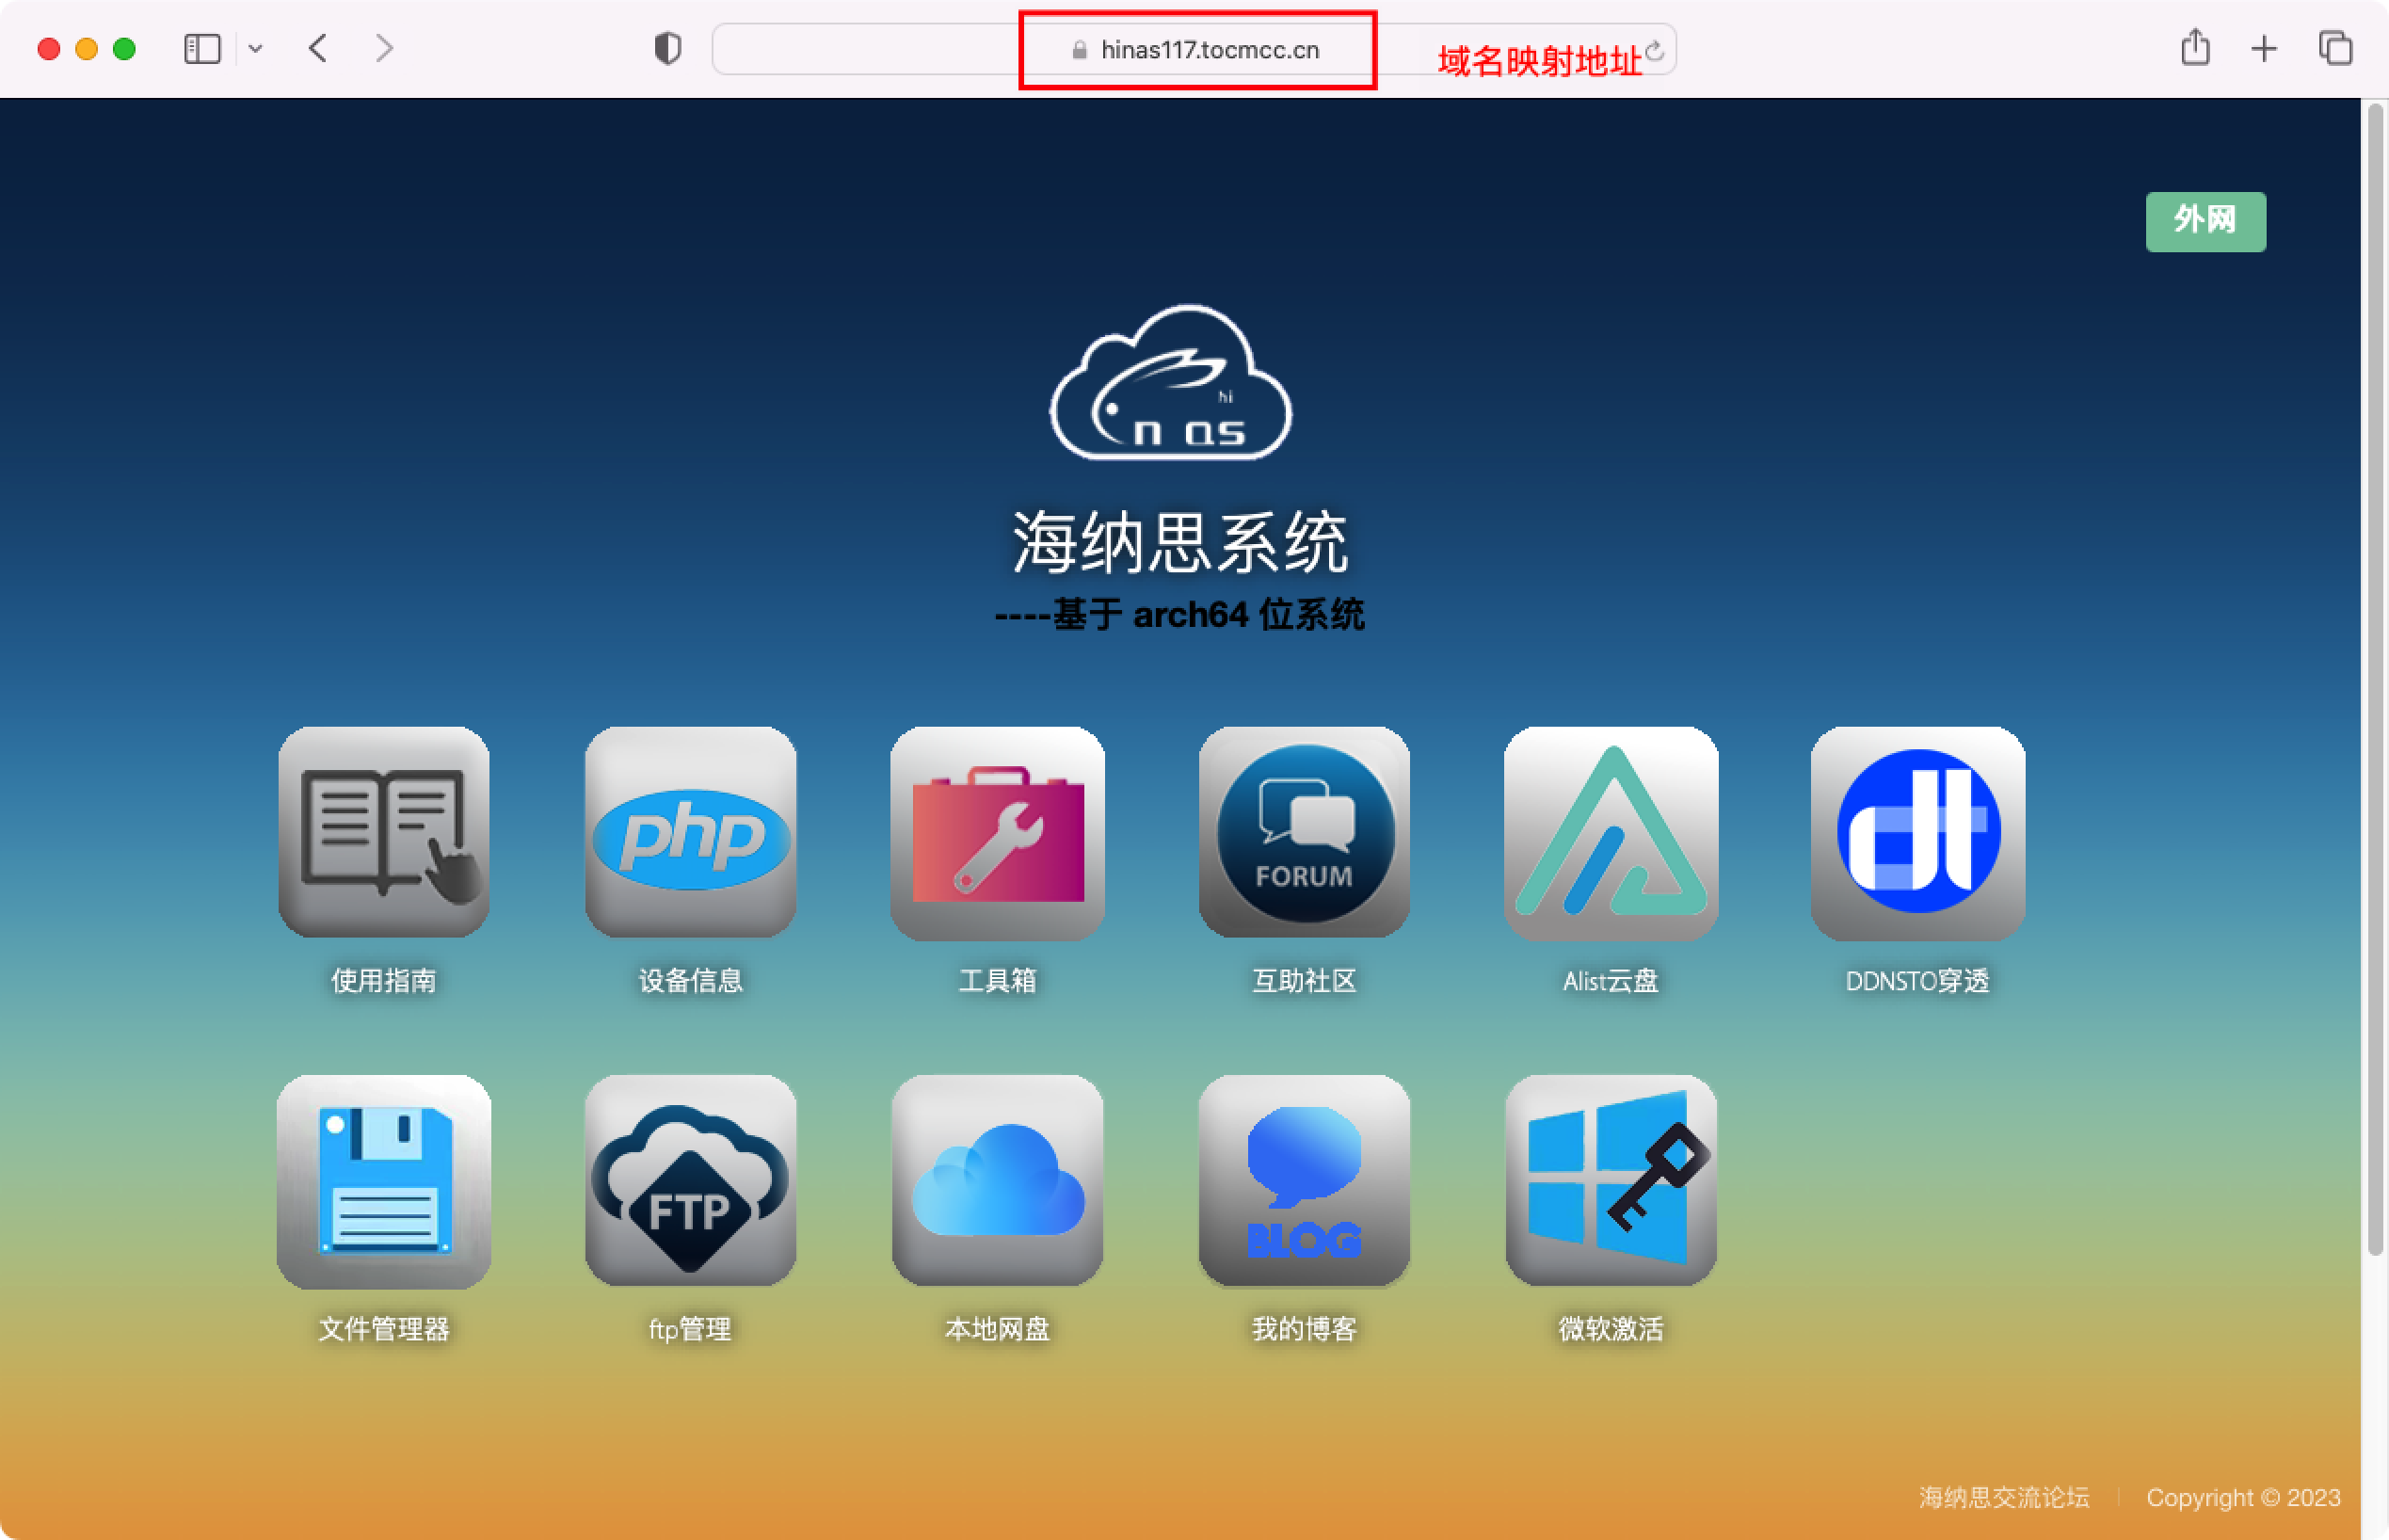 hinas117.tocmcc.cn
域名映射地址
外网
hi
n as
海纳思系统
----基于 arch64 位系统
php
FORUM
使用指南
设备信息
工具箱
互助社区
Alist云盘
DDNSTO穿透
FTP
BLOG
文件管理器
ftp管理
本地网盘
我的博客
微软激活
海纳思交流论坛 | Copyright © 2023